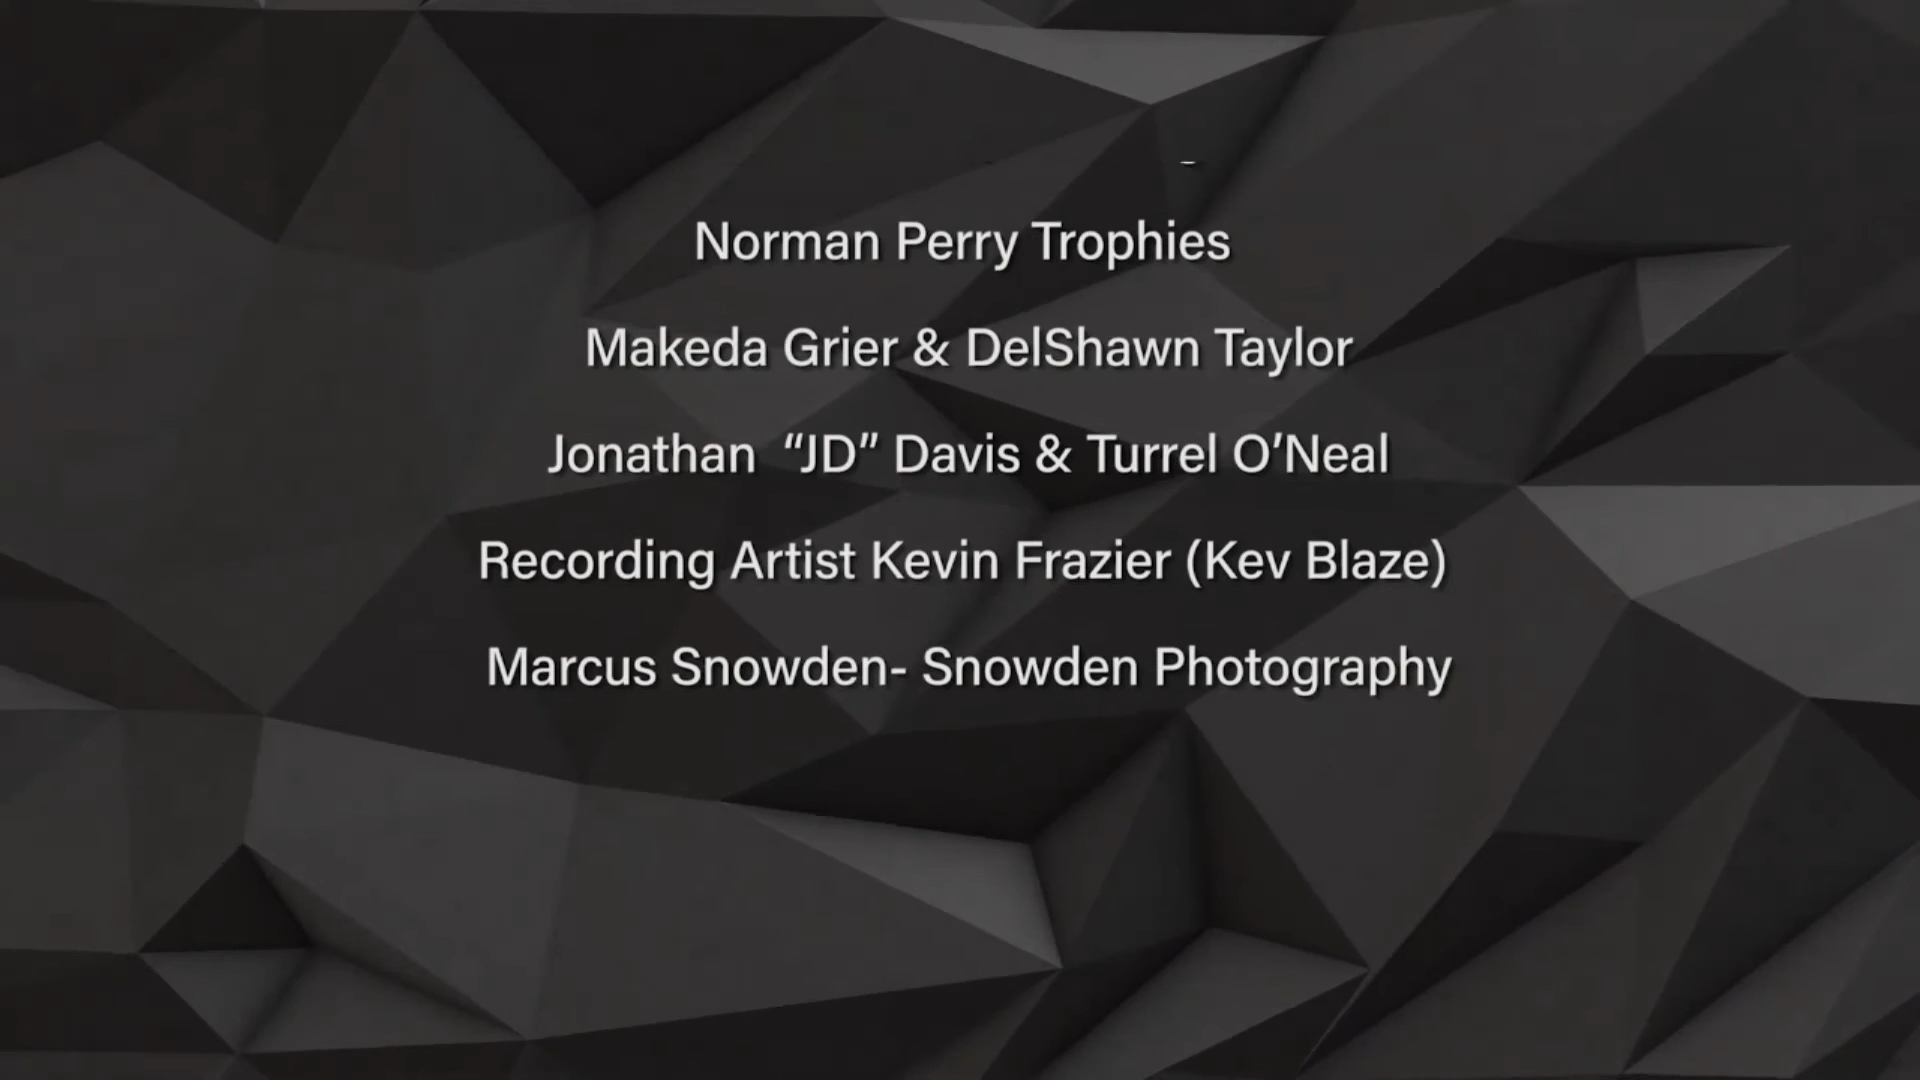 Norman Perry Trophies
Makeda Grier & DelShawn Taylor
Jonathan  “JD” Davis & Turrel O’Neal
Recording Artist Kevin Frazier (Kev Blaze)
Marcus Snowden- Snowden Photography